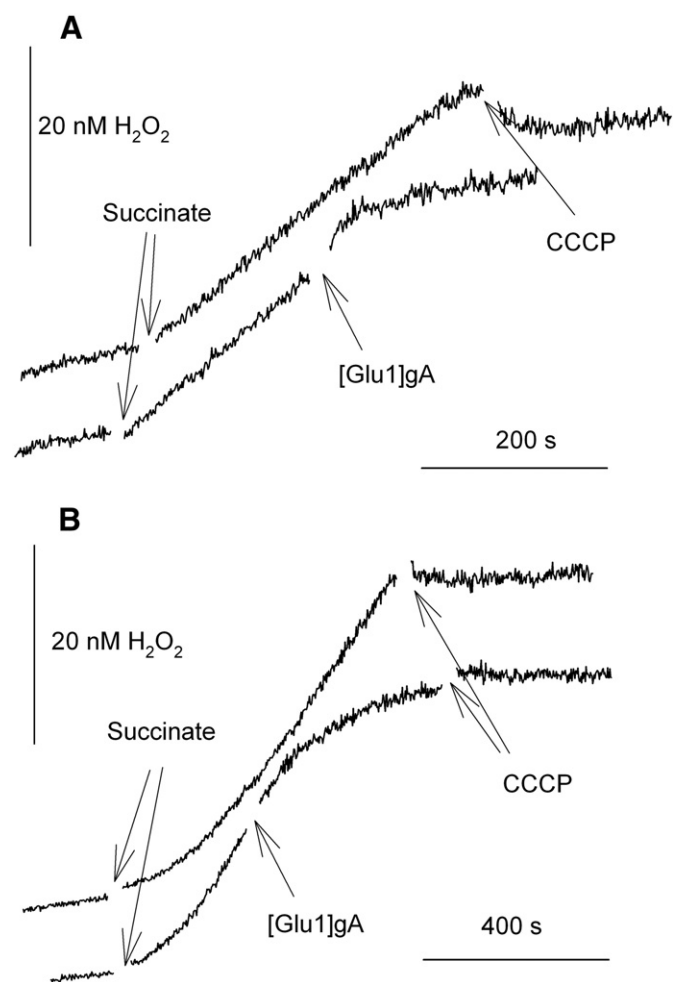 A
20 nM H₂O₂
Succinate
CCCP
[Glu1]gA
200 s
B
20 nM H₂O₂
Succinate
CCCP
[Glu1]gA
400 s